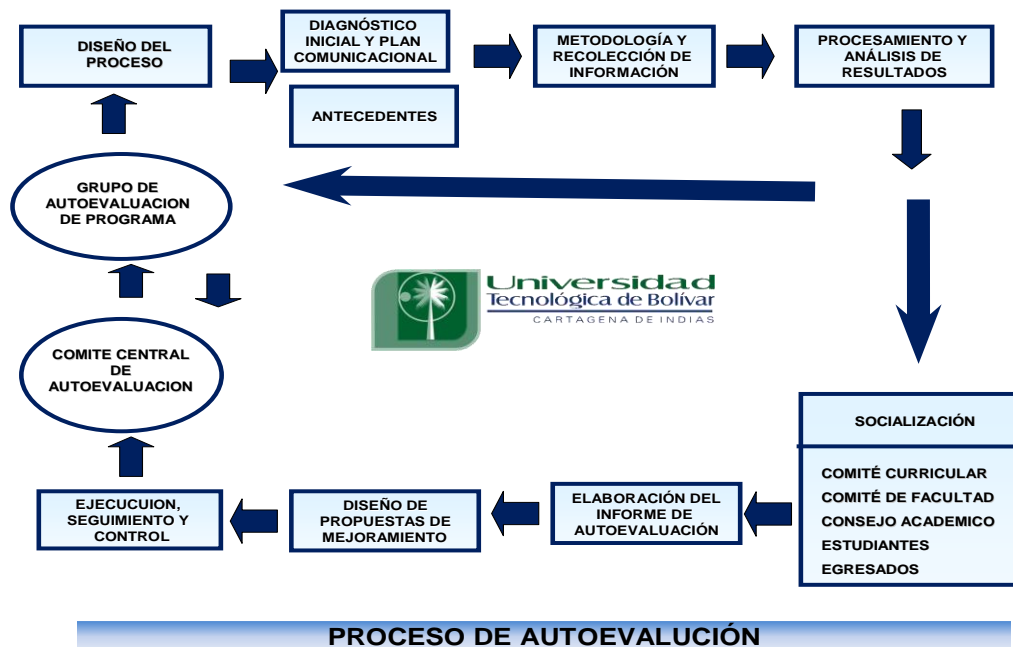 DISEÑO DEL
PROCESO
DIAGNÓSTICO
INICIAL Y PLAN
COMUNICACIONAL
ANTECEDENTES
METODOLOGÍA Y
RECOLECCIÓN DE
INFORMACIÓN
PROCESAMIENTO Y
ANÁLISIS DE
RESULTADOS
GRUPO DE
AUTOEVALUACION
DE PROGRAMA
Universidad
Tecnológica de Bolívar
CARTAGENA DE INDIAS
COMITE CENTRAL
DE
AUTOEVALUACION
SOCIALIZACIÓN
COMITÉ CURRICULAR
COMITÉ DE FACULTAD
CONSEJO ACADEMICO
ESTUDIANTES
EGRESADOS
ELABORACIÓN DEL
INFORME DE
AUTOEVALUACIÓN
DISEÑO DE
PROPUESTAS DE
MEJORAMIENTO
EJECUCUION,
SEGUIMIENTO Y
CONTROL
PROCESO DE AUTOEVALUCIÓN